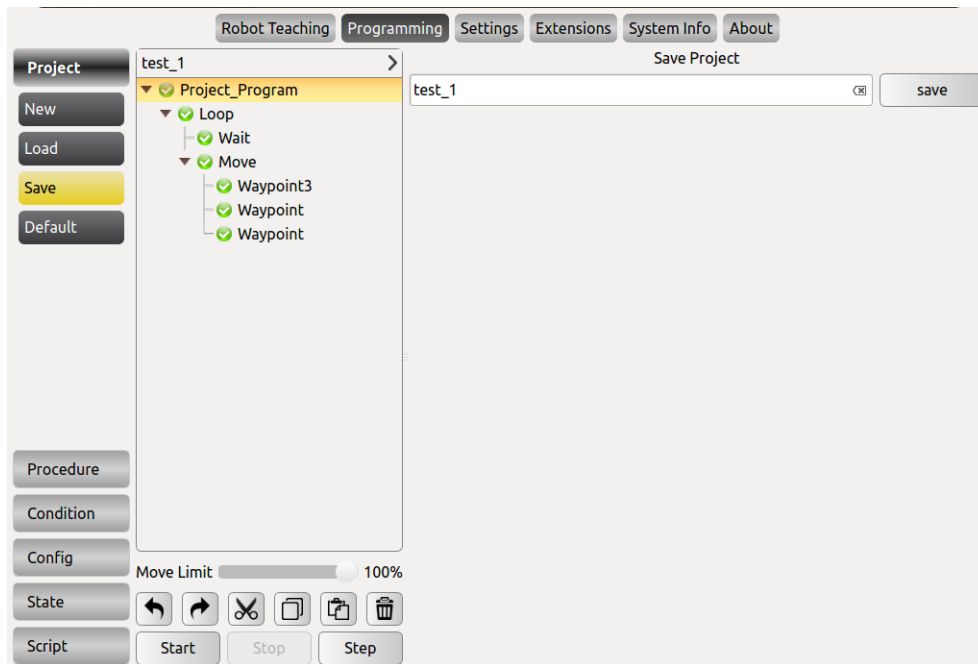 Robot Teaching Programming Settings Extensions System Info About
Project
New
Load
Save
Default
Procedure
Condition
Config
State
Script
test_1
Project_Program
Loop
Wait
Move
Waypoint3
Waypoint
Waypoint
Move Limit 100%
Start Stop Step
Save Project
test_1 save